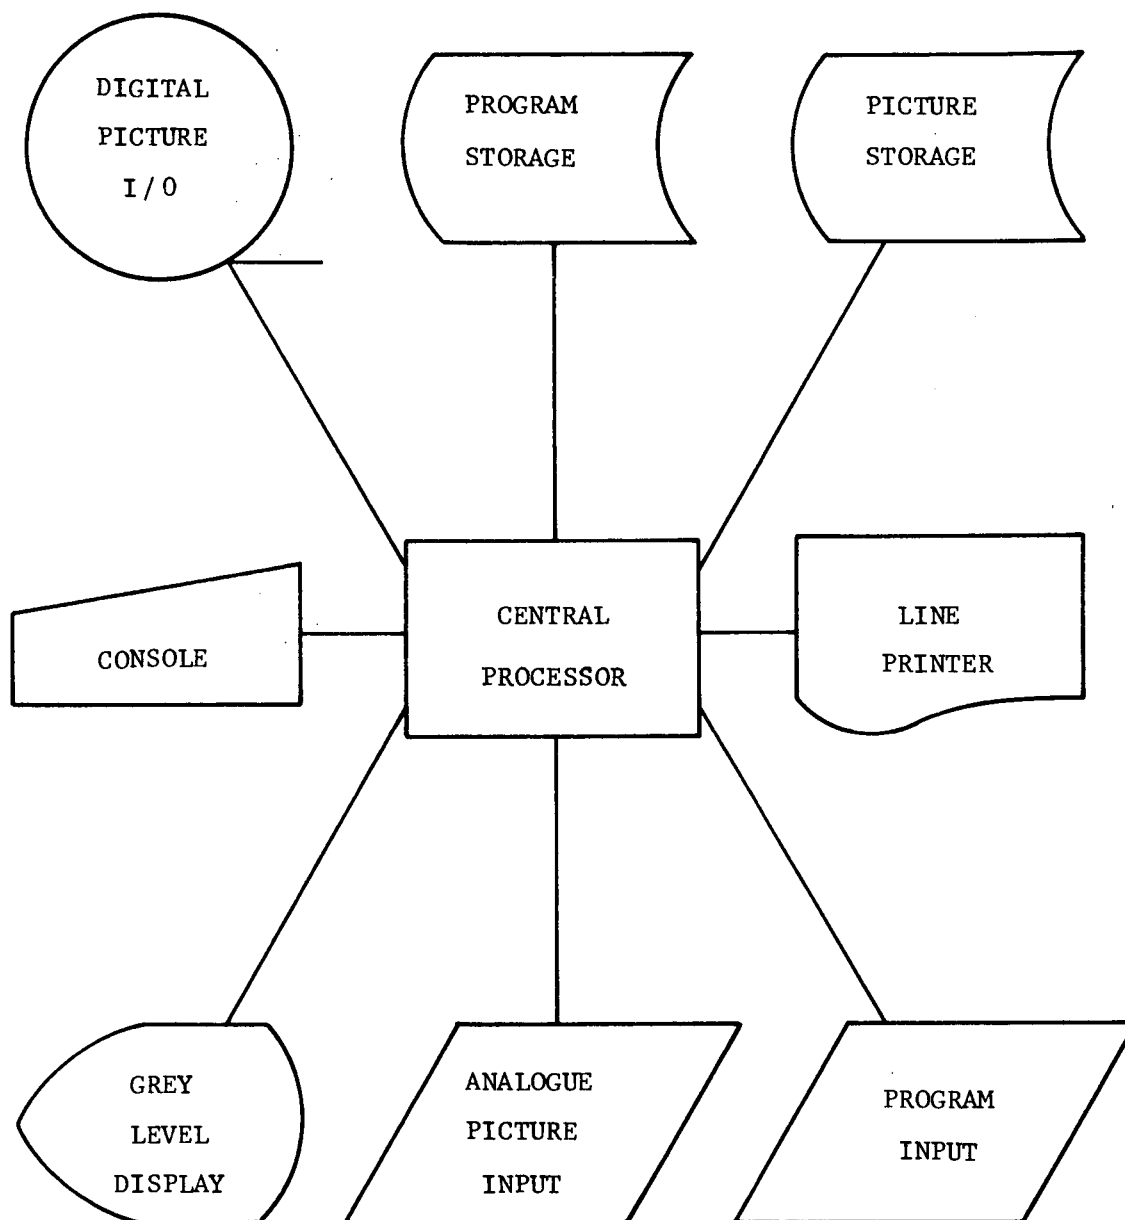 DIGITAL
PICTURE
I/O
PROGRAM
STORAGE
PICTURE
STORAGE
CONSOLE
CENTRAL
PROCESSOR
LINE
PRINTER
GREY
LEVEL
DISPLAY
ANALOGUE
PICTURE
INPUT
PROGRAM
INPUT